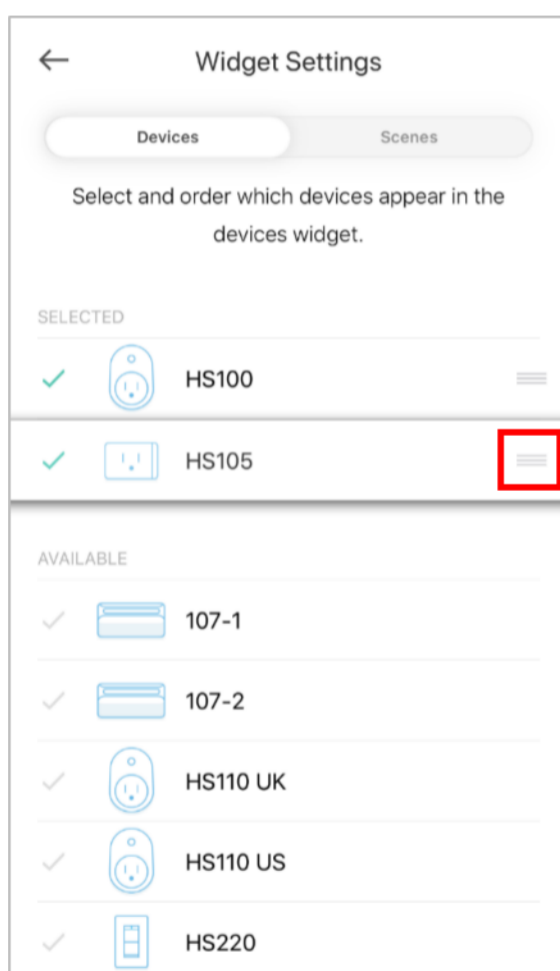 Widget Settings
Devices
Scenes
Select and order which devices appear in the
devices widget.
SELECTED
HS100
HS105
AVAILABLE
107-1
107-2
HS110 UK
HS110 US
HS220